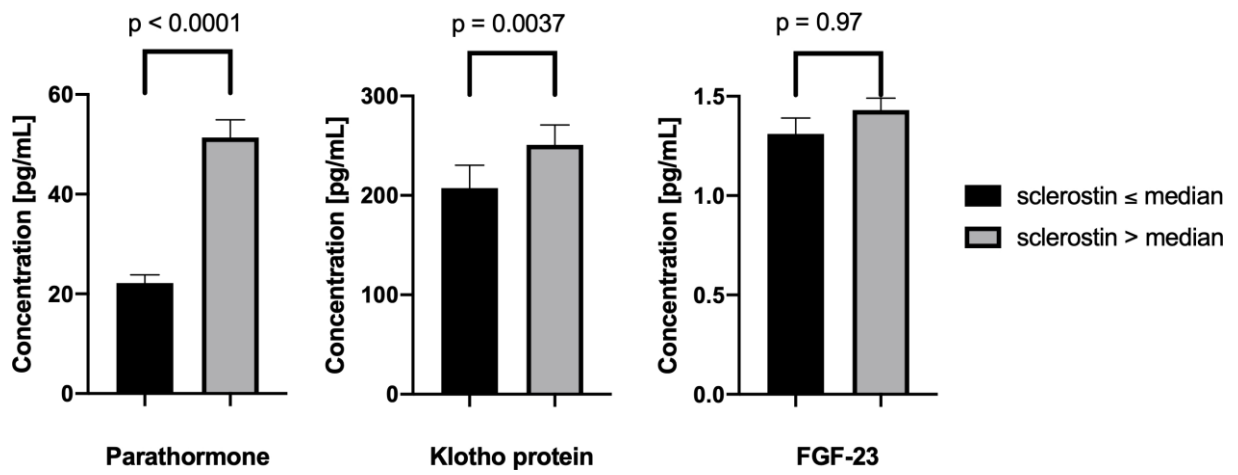 p < 0.0001
Concentration [pg/mL]
60
40
20
0
Parathormone
p = 0.0037
Concentration [pg/mL]
300
200
100
0
Klotho protein
p = 0.97
Concentration [pg/mL]
1.5
1.0
0.5
0.0
FGF-23
sclerostin ≤ median
sclerostin > median